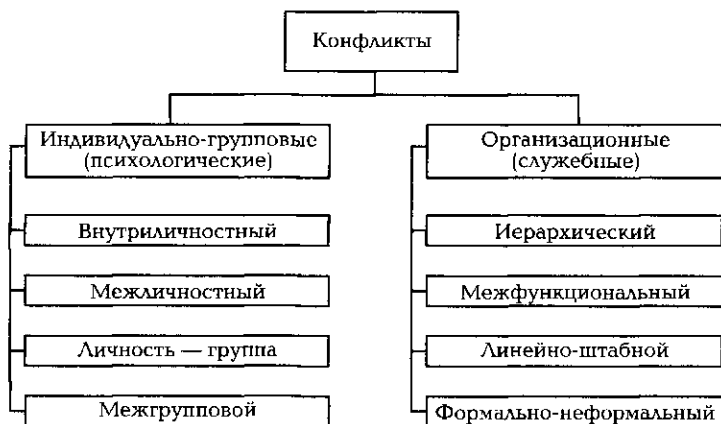 Конфликты
Индивидуально-групповые
(психологические)
Внутриличностный
Межличностный
Личность — группа
Межгрупповой
Организационные
(служебные)
Иерархический
Межфункциональный
Линейно-штабной
Формально-неформальный